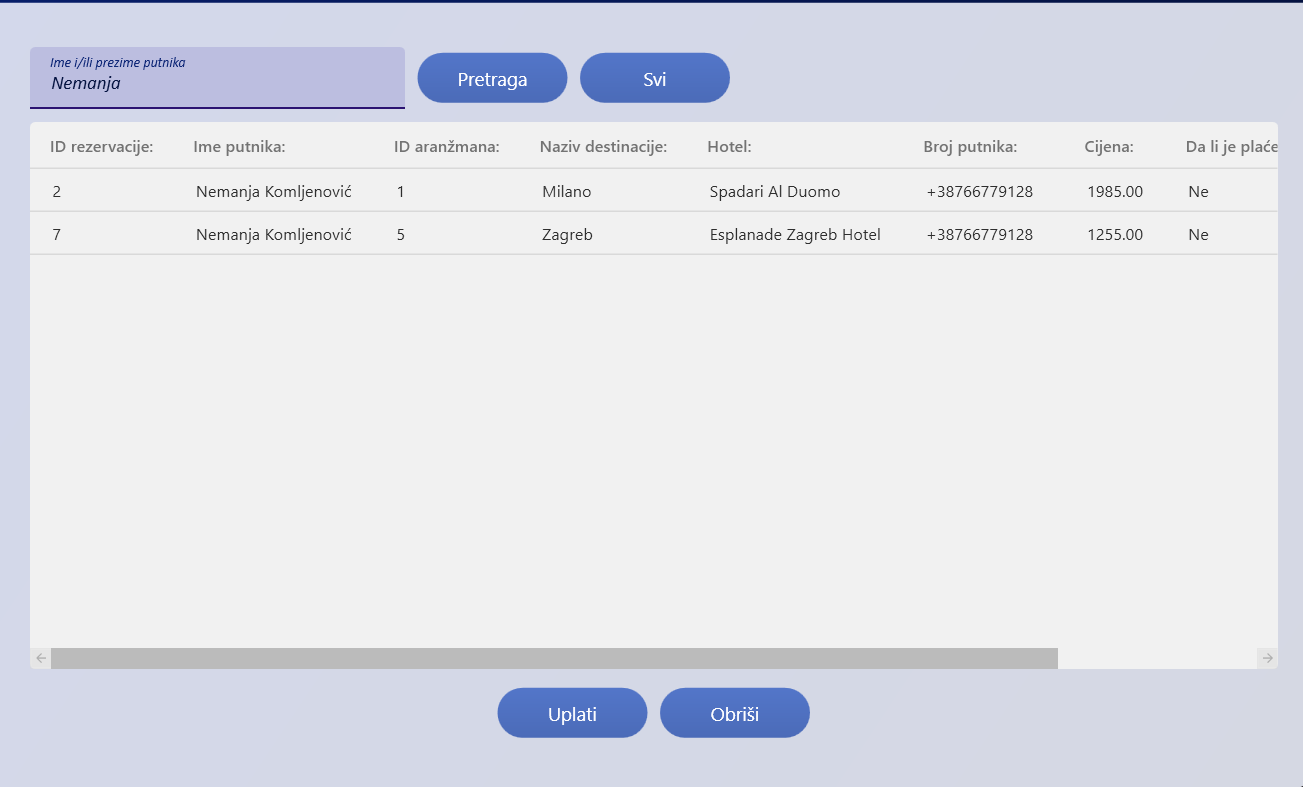 Ime i/ili prezime putnika
Nemanja
Pretraga
Svi
ID rezervacije: Ime putnika: ID aranžmana: Naziv destinacije: Hotel: Broj putnika: Cijena: Da li je plaće
2 Nemanja Komljenović 1 Milano Spadari Al Duomo +38766779128 1985.00 Ne
7 Nemanja Komljenović 5 Zagreb Esplanade Zagreb Hotel +38766779128 1255.00 Ne
Uplati
Obriši